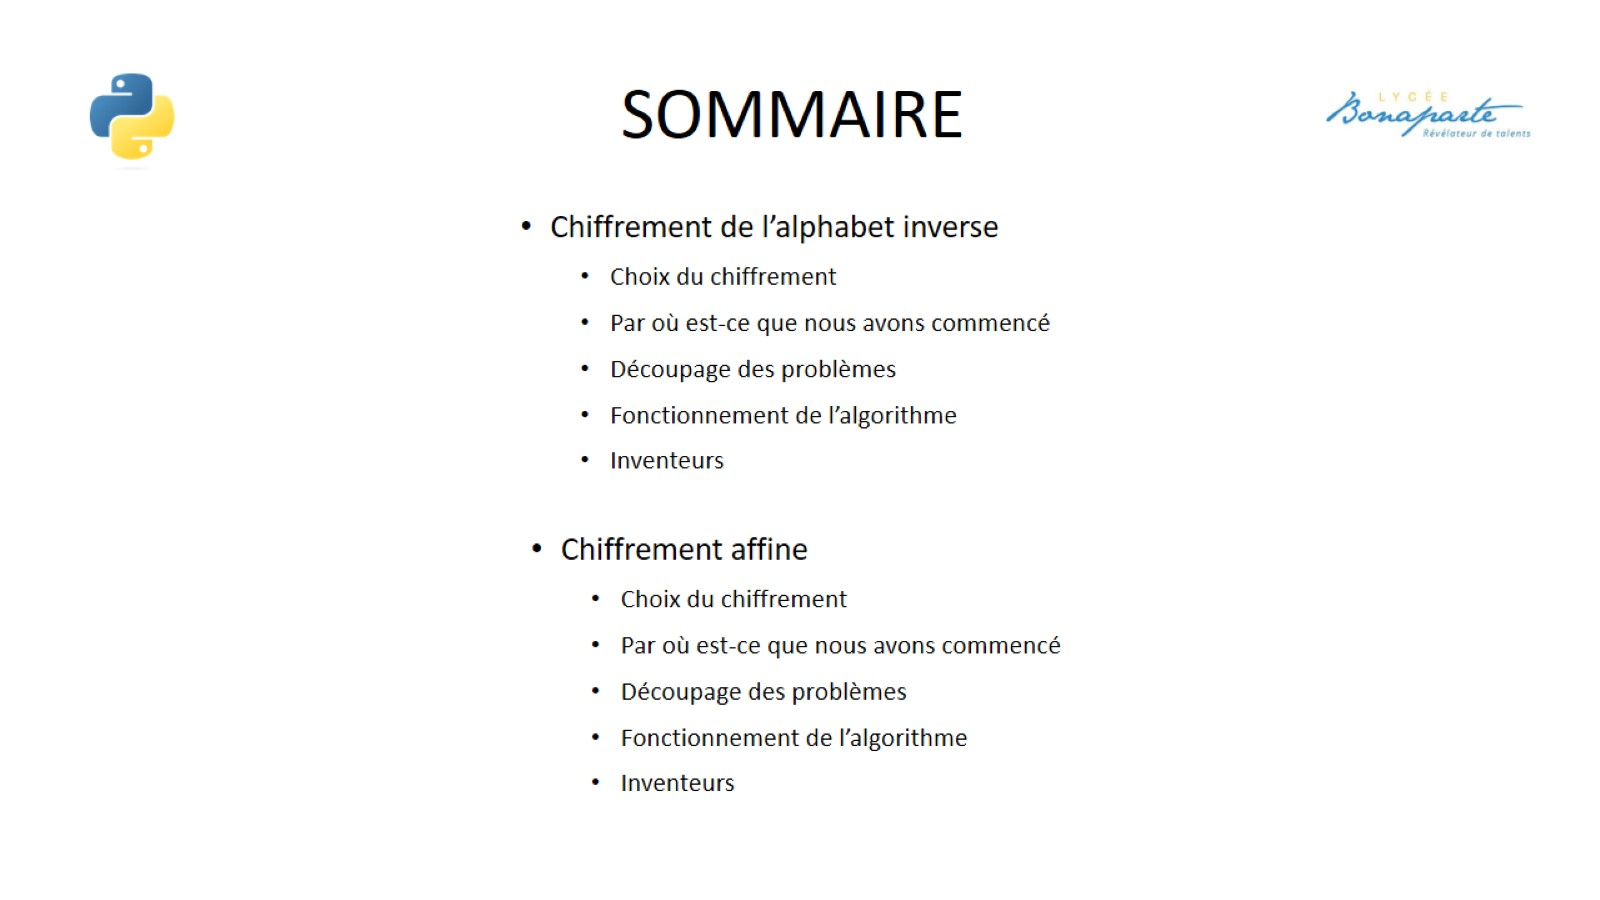 SOMMAIRE
LYCÉE
Bonaparte
Révélateur de talents
• Chiffrement de l’alphabet inverse
• Choix du chiffrement
• Par où est-ce que nous avons commencé
• Découpage des problèmes
• Fonctionnement de l’algorithme
• Inventeurs
• Chiffrement affine
• Choix du chiffrement
• Par où est-ce que nous avons commencé
• Découpage des problèmes
• Fonctionnement de l’algorithme
• Inventeurs